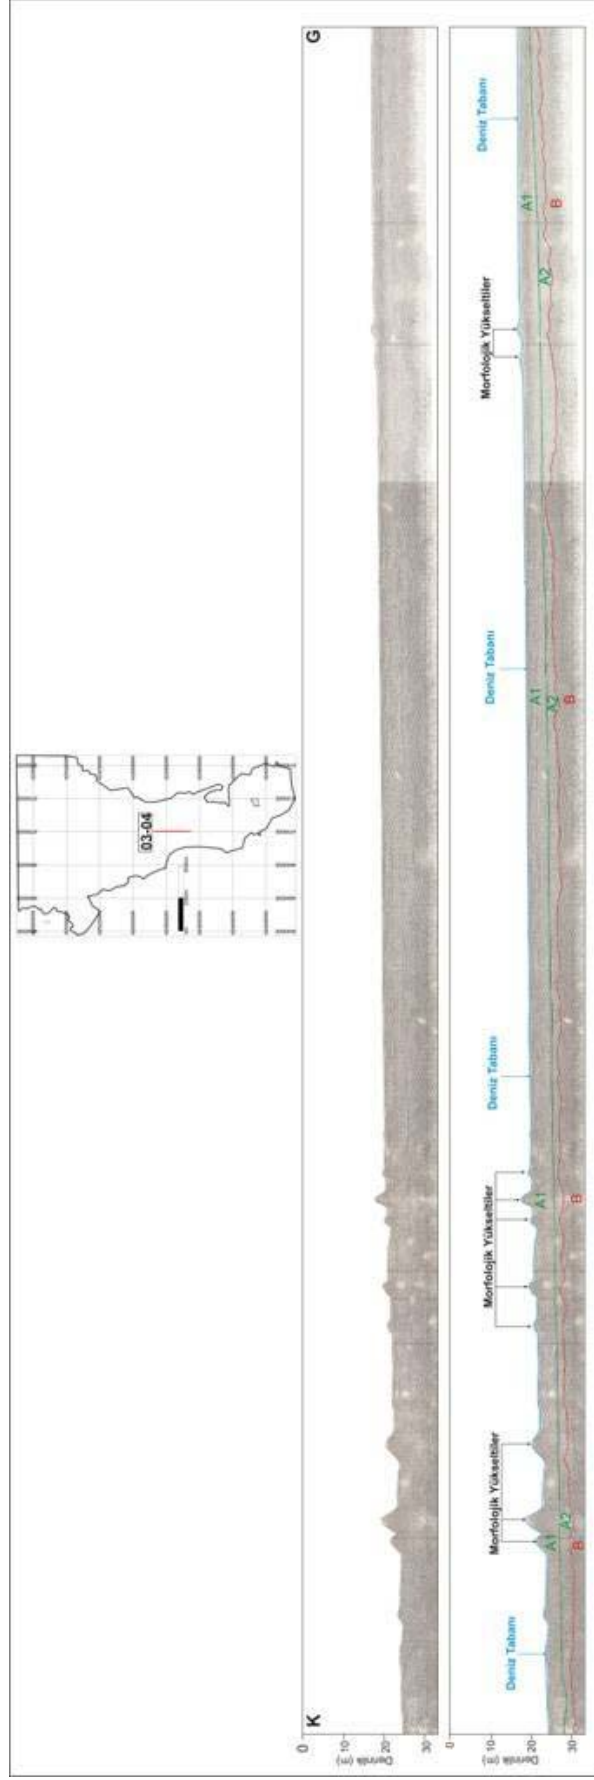 03-04
K
G
0
10
20
30
Derinlik (m)
Deniz Tabanı
Morfolojik Yükseltiler
Morfolojik Yükseltiler
Deniz Tabanı
Deniz Tabanı
Morfolojik Yükseltiler
Deniz Tabanı
A1
A2
B
A1
B
A1
A2
B
A1
A2
B
0
10
20
30
Derinlik (m)